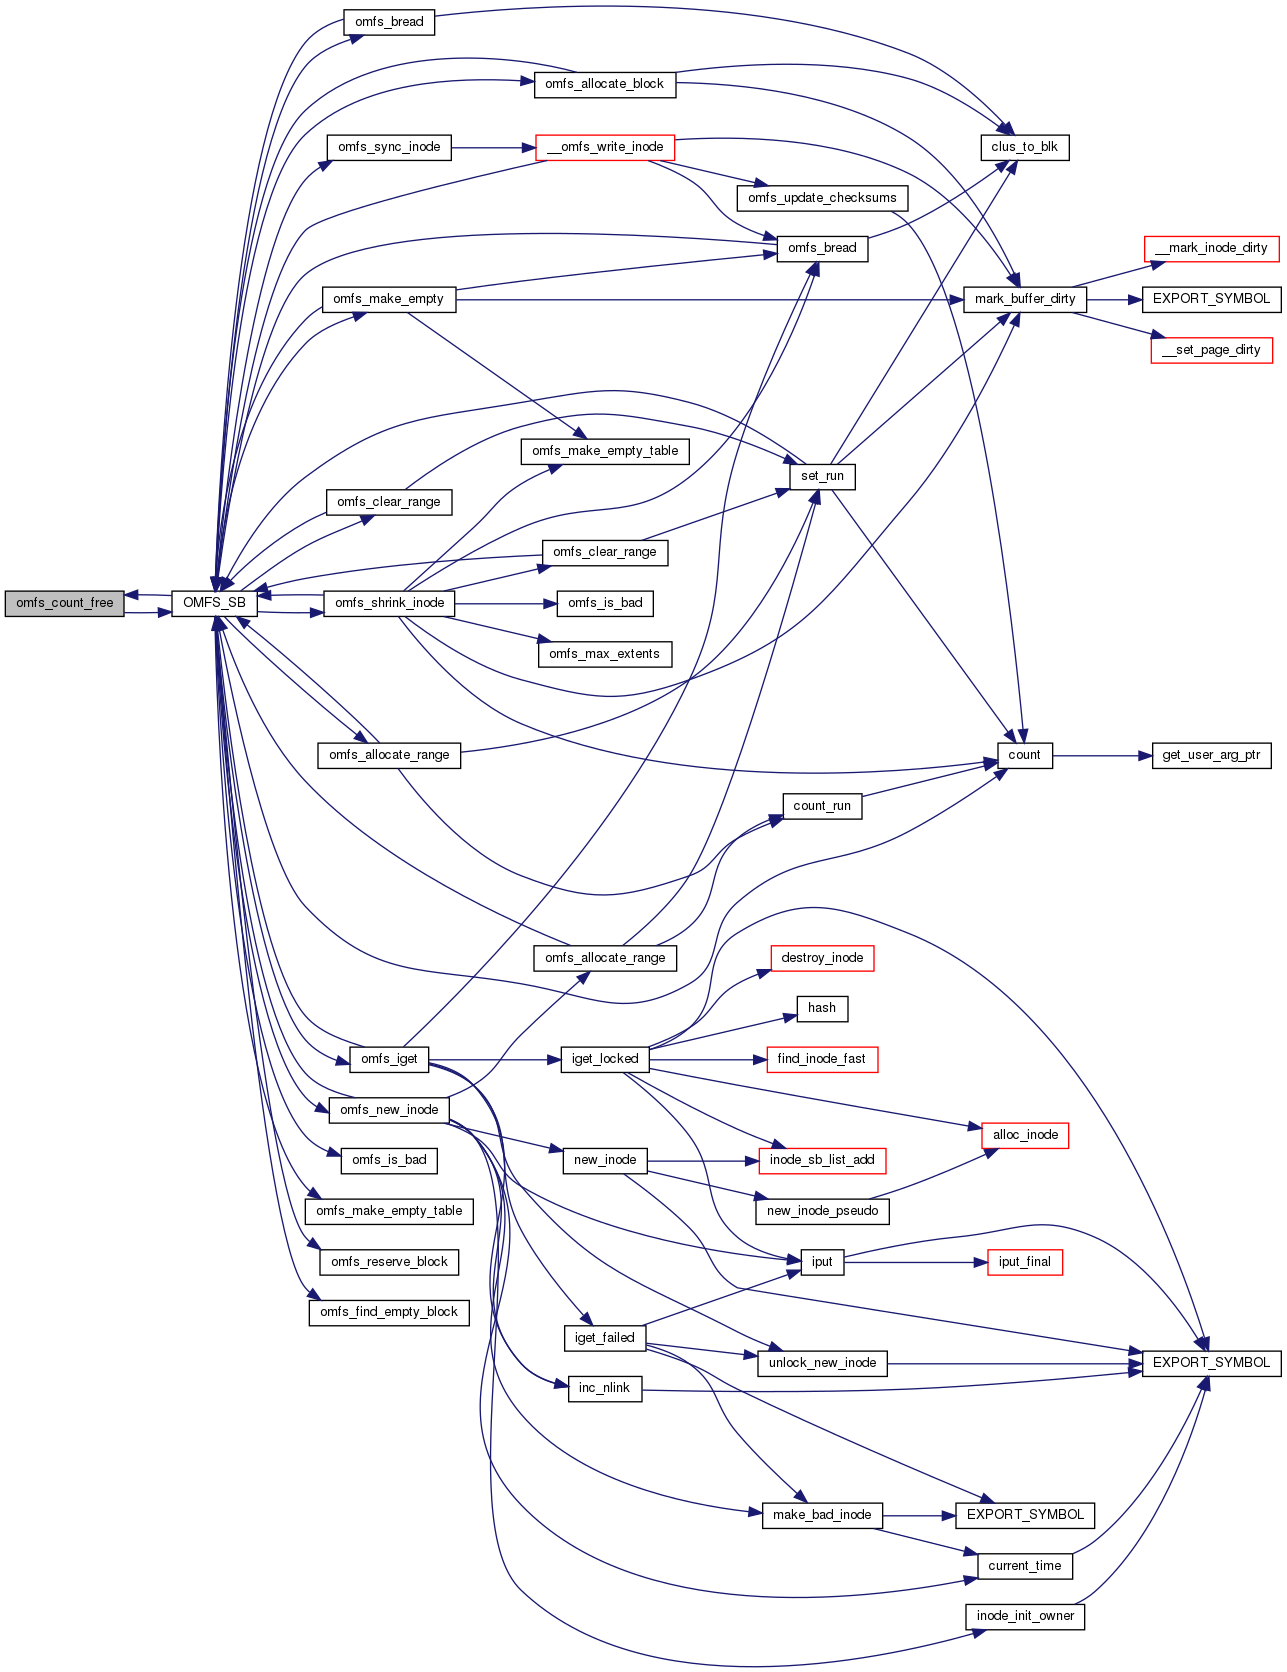 omfs_bread
omfs_allocate_block
omfs_sync_inode
__omfs_write_inode
clus_to_blk
omfs_update_checksums
omfs_bread
__mark_inode_dirty
omfs_make_empty
mark_buffer_dirty
EXPORT_SYMBOL
__set_page_dirty
omfs_make_empty_table
set_run
omfs_clear_range
omfs_clear_range
omfs_count_free
OMFS_SB
omfs_shrink_inode
omfs_is_bad
omfs_max_extents
omfs_allocate_range
count
get_user_arg_ptr
count_run
omfs_allocate_range
destroy_inode
hash
omfs_iget
iget_locked
find_inode_fast
omfs_new_inode
alloc_inode
omfs_is_bad
new_inode
inode_sb_list_add
omfs_make_empty_table
new_inode_pseudo
omfs_reserve_block
iput
iput_final
omfs_find_empty_block
iget_failed
unlock_new_inode
EXPORT_SYMBOL
inc_nlink
make_bad_inode
EXPORT_SYMBOL
current_time
inode_init_owner